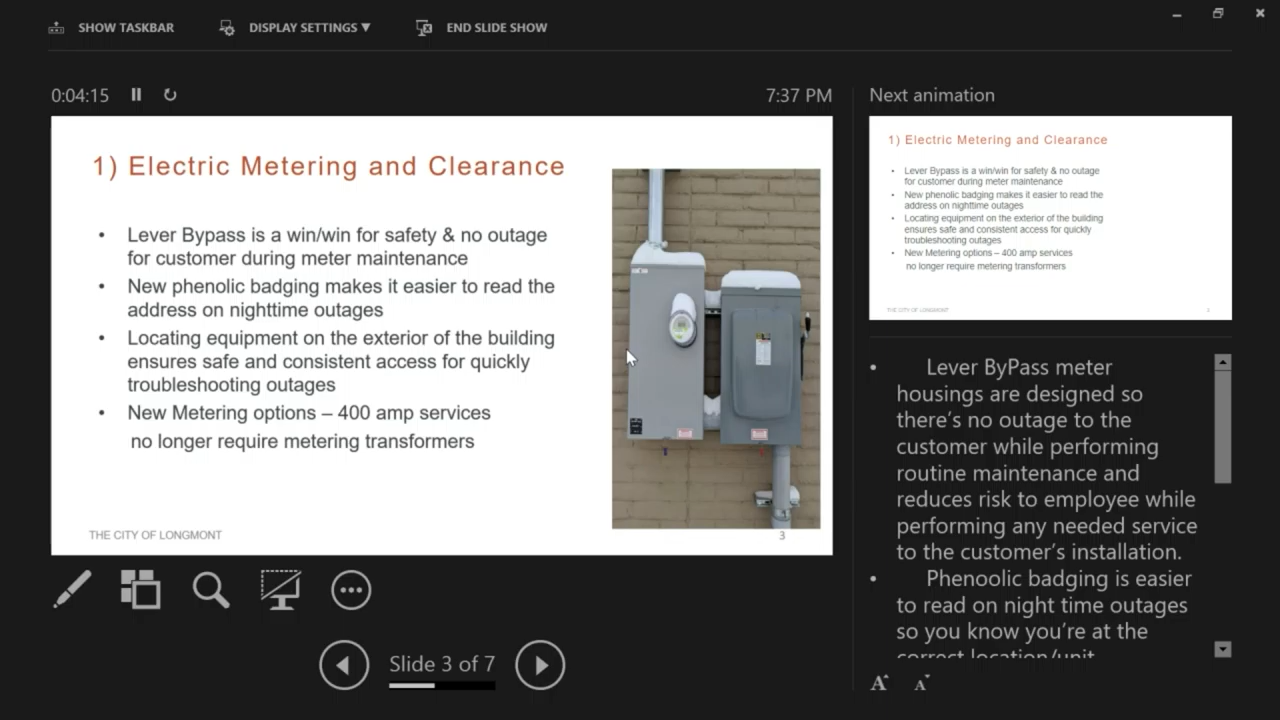 SHOW TASKBAR
DISPLAY SETTINGS ▼
END SLIDE SHOW
0:04:15
7:37 PM
1) Electric Metering and Clearance
• Lever Bypass is a win/win for safety & no outage
for customer during meter maintenance
• New phenolic badging makes it easier to read the
address on nighttime outages
• Locating equipment on the exterior of the building
ensures safe and consistent access for quickly
troubleshooting outages
• New Metering options – 400 amp services
no longer require metering transformers
THE CITY OF LONGMONT
3
Slide 3 of 7
Next animation
1) Electric Metering and Clearance
• Lever Bypass is a win/win for safety & no outage
for customer during meter maintenance
• New phenolic badging makes it easier to read the
address on nighttime outages
• Locating equipment on the exterior of the building
ensures safe and consistent access for quickly
troubleshooting outages
• New Metering options – 400 amp services
no longer require metering transformers
THE CITY OF LONGMONT
3
• Lever ByPass meter
housings are designed so
there's no outage to the
customer while performing
routine maintenance and
reduces risk to employee while
performing any needed service
to the customer's installation.
• Phenoolic badging is easier
to read on night time outages
so you know you're at the
correct location/unit
A A